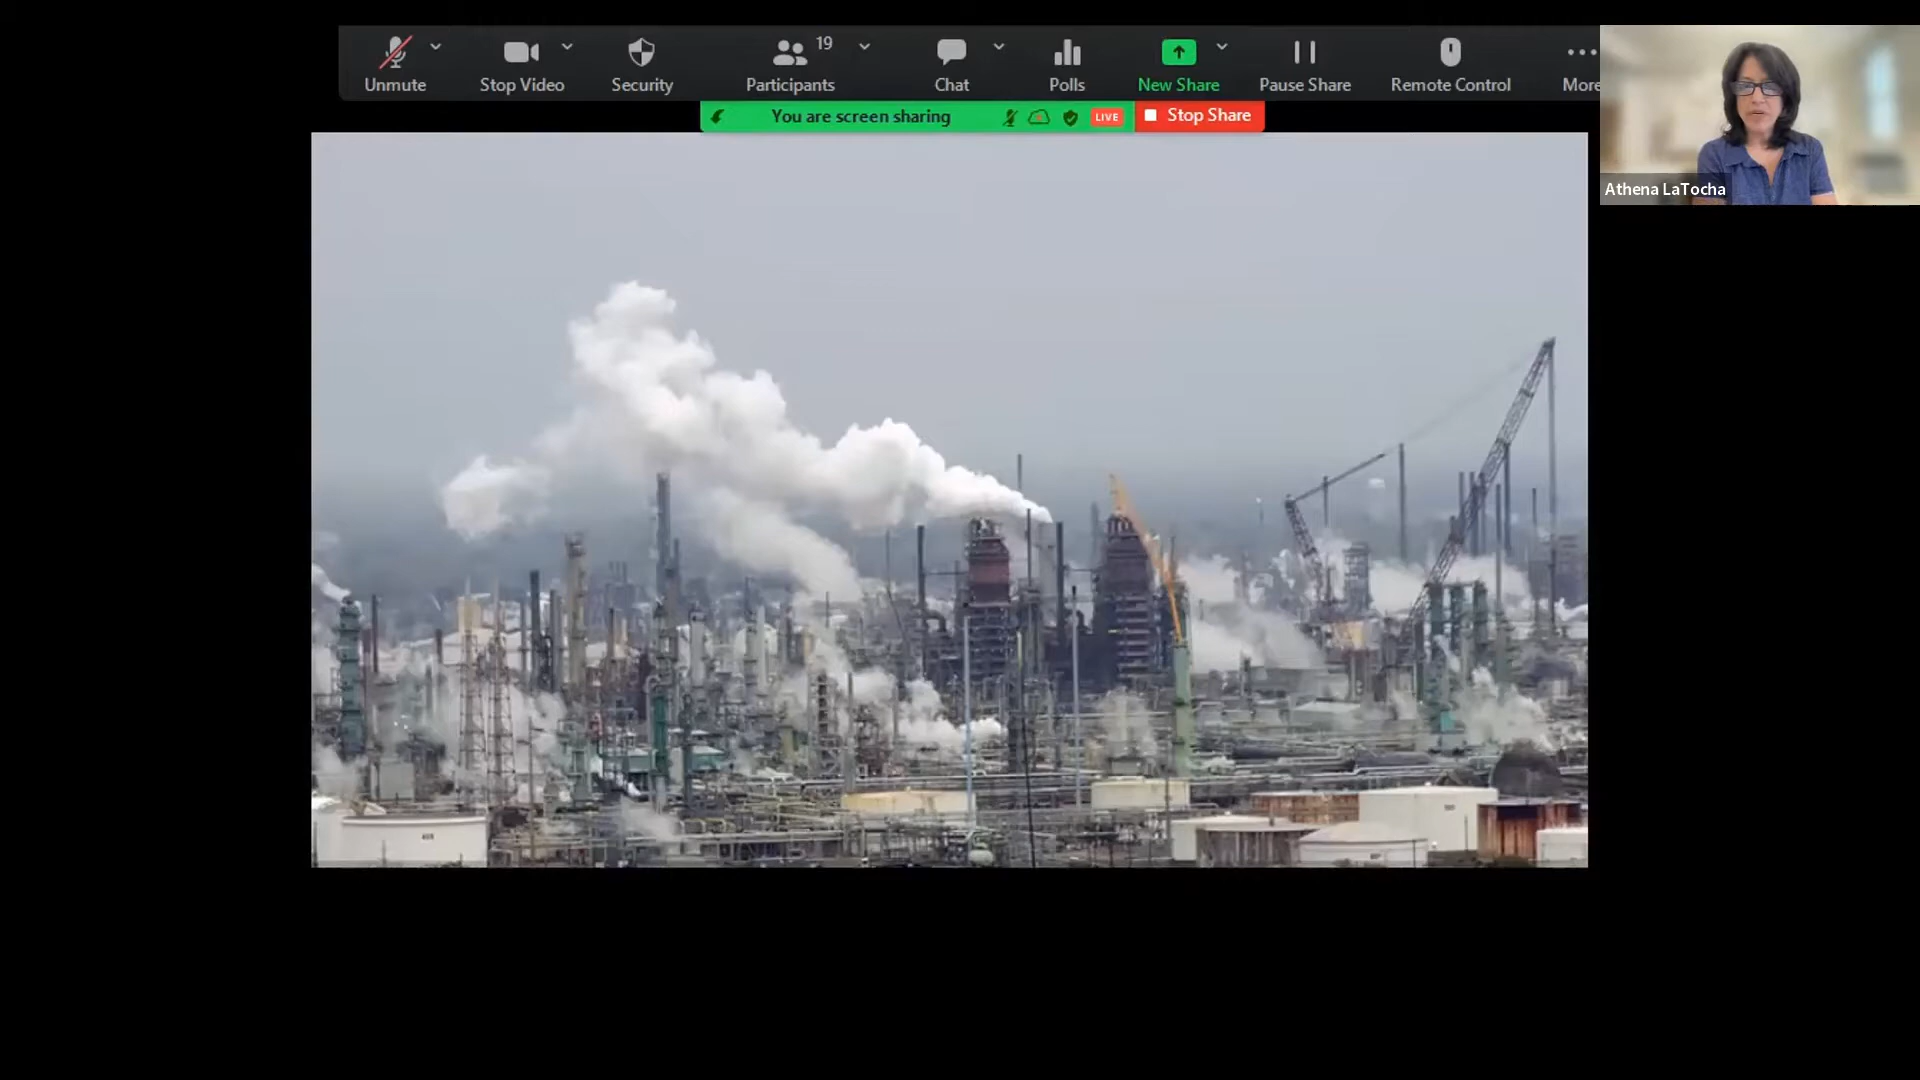 19
Unmute
Stop Video
Security
Participants
Chat
Polls
New Share
Pause Share
Remote Control
More
You are screen sharing
LIVE
Stop Share
Athena LaTocha